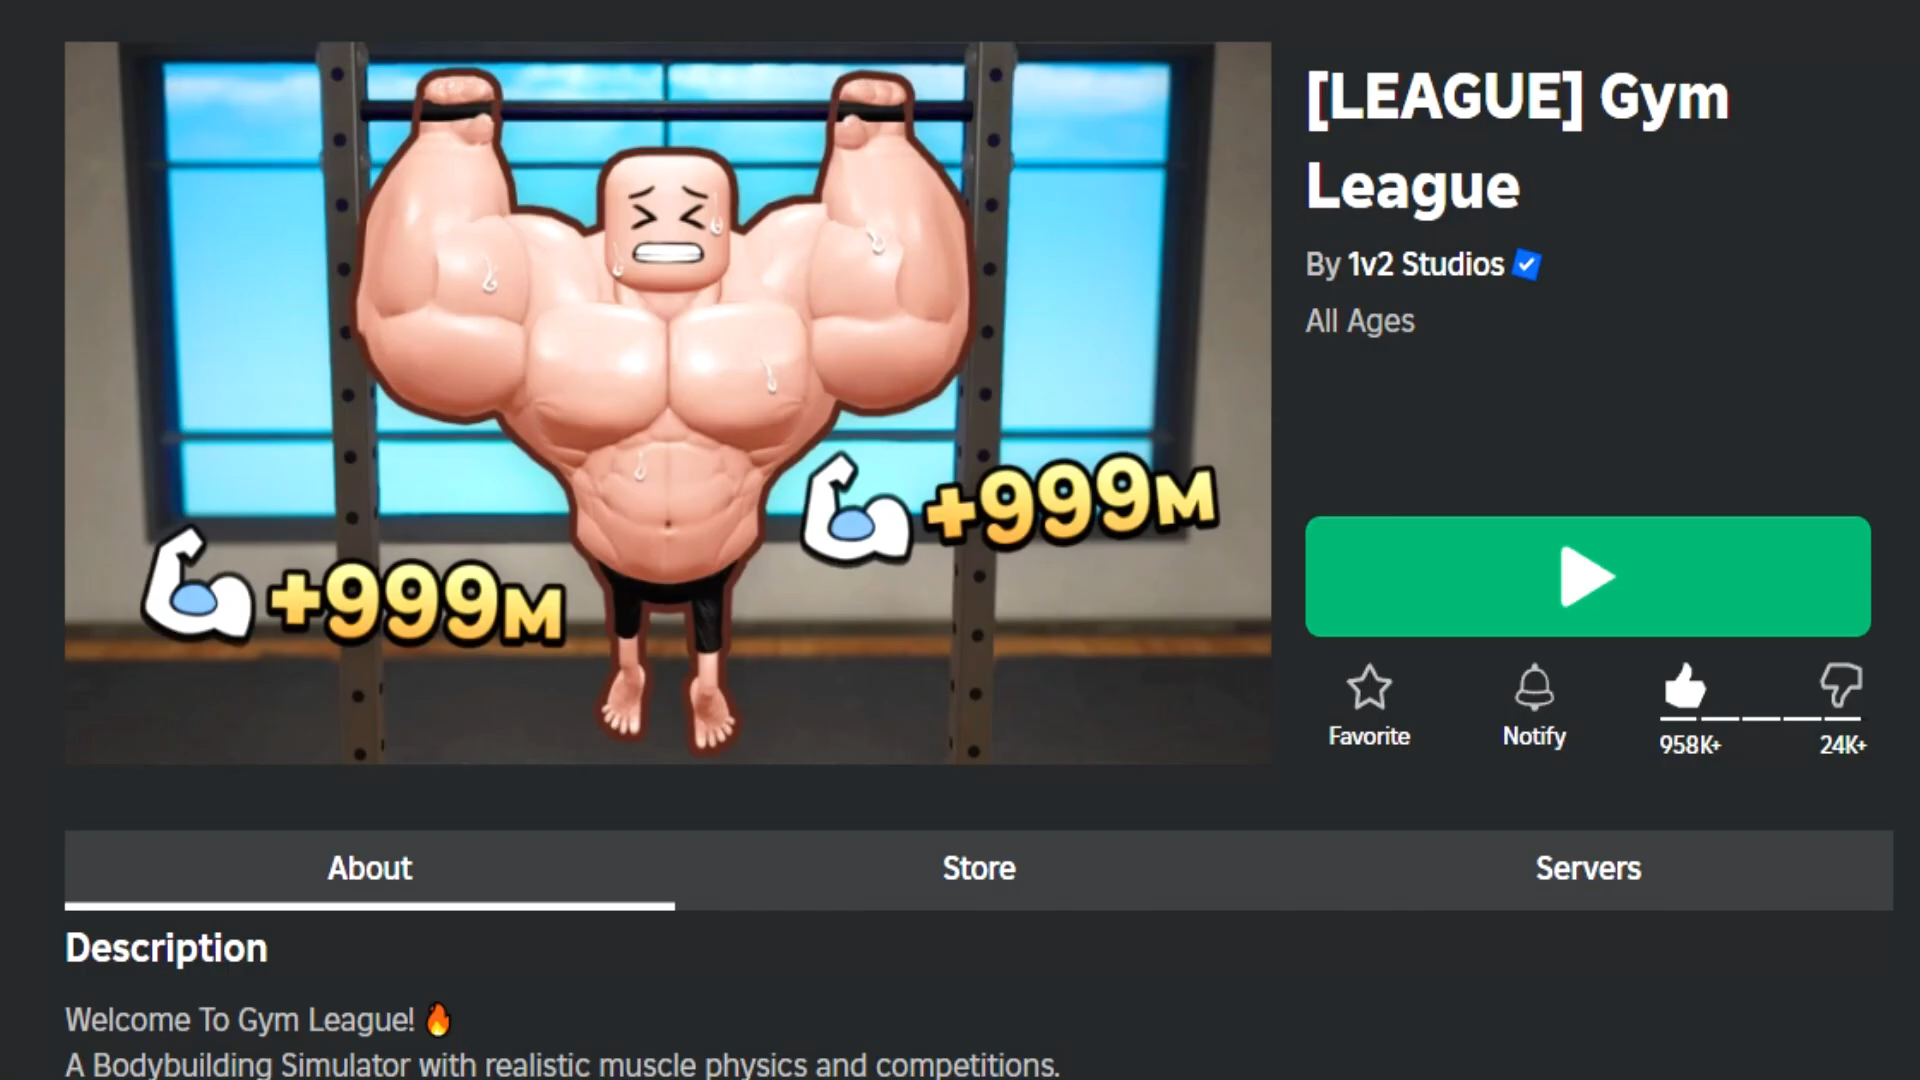 +999M
+999M
[LEAGUE] Gym
League
By 1v2 Studios
All Ages
Favorite
Notify
958K+
24K+
About
Store
Servers
Description
Welcome To Gym League! 🔥
A Bodybuilding Simulator with realistic muscle physics and competitions.